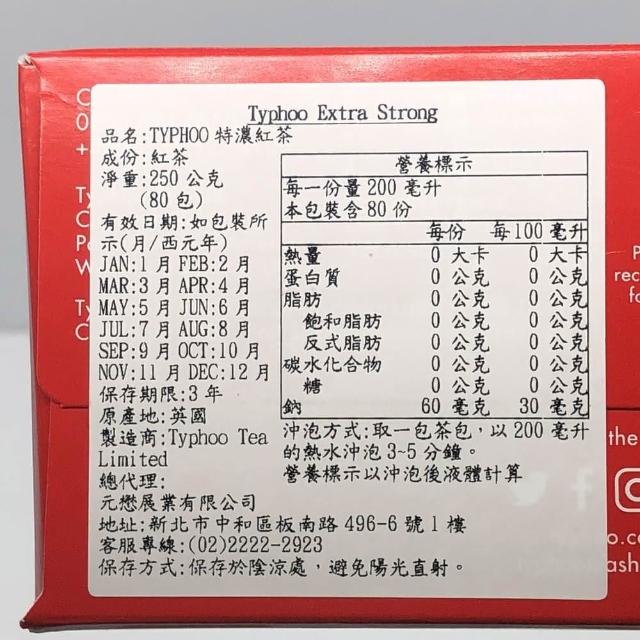 Typhoo Extra Strong
品名:TYPHOO 特濃紅茶
成份:紅茶
淨重:250 公克
(80 包)
有效日期:如包裝所
示(月/西元年)
JAN:1 月 FEB:2 月
MAR:3 月 APR:4 月
MAY:5 月 JUN:6 月
JUL:7 月 AUG:8 月
SEP:9 月 OCT:10 月
NOV:11 月 DEC:12 月
保存期限:3 年
原產地:英國
製造商:Typhoo Tea
Limited
總代理:
元懋展業有限公司
地址:新北市中和區板南路 496-6 號 1 樓
客服專線:(02)2222-2923
保存方式:保存於陰涼處,避免陽光直射。
營養標示
每一份量 200 毫升
本包裝含 80 份
每份 每 100 毫升
熱量 0 大卡 0 大卡
蛋白質 0 公克 0 公克
脂肪 0 公克 0 公克
飽和脂肪 0 公克 0 公克
反式脂肪 0 公克 0 公克
碳水化合物 0 公克 0 公克
糖 0 公克 0 公克
鈉 60 毫克 30 毫克
沖泡方式:取一包茶包,以 200 毫升
的熱水沖泡 3~5 分鐘。
營養標示以沖泡後液體計算
the